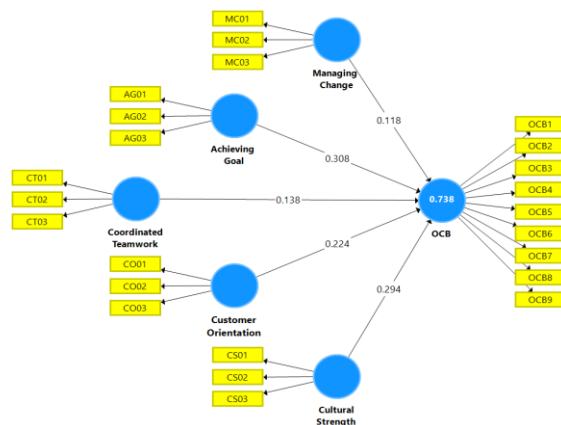 MC01
MC02
MC03
Managing
Change
AG01
AG02
AG03
Achieving
Goal
CT01
CT02
CT03
Coordinated
Teamwork
CO01
CO02
CO03
Customer
Orientation
CS01
CS02
CS03
Cultural
Strength
0.118
0.308
0.138
0.224
0.294
0.738
OCB
OCB1
OCB2
OCB3
OCB4
OCB5
OCB6
OCB7
OCB8
OCB9